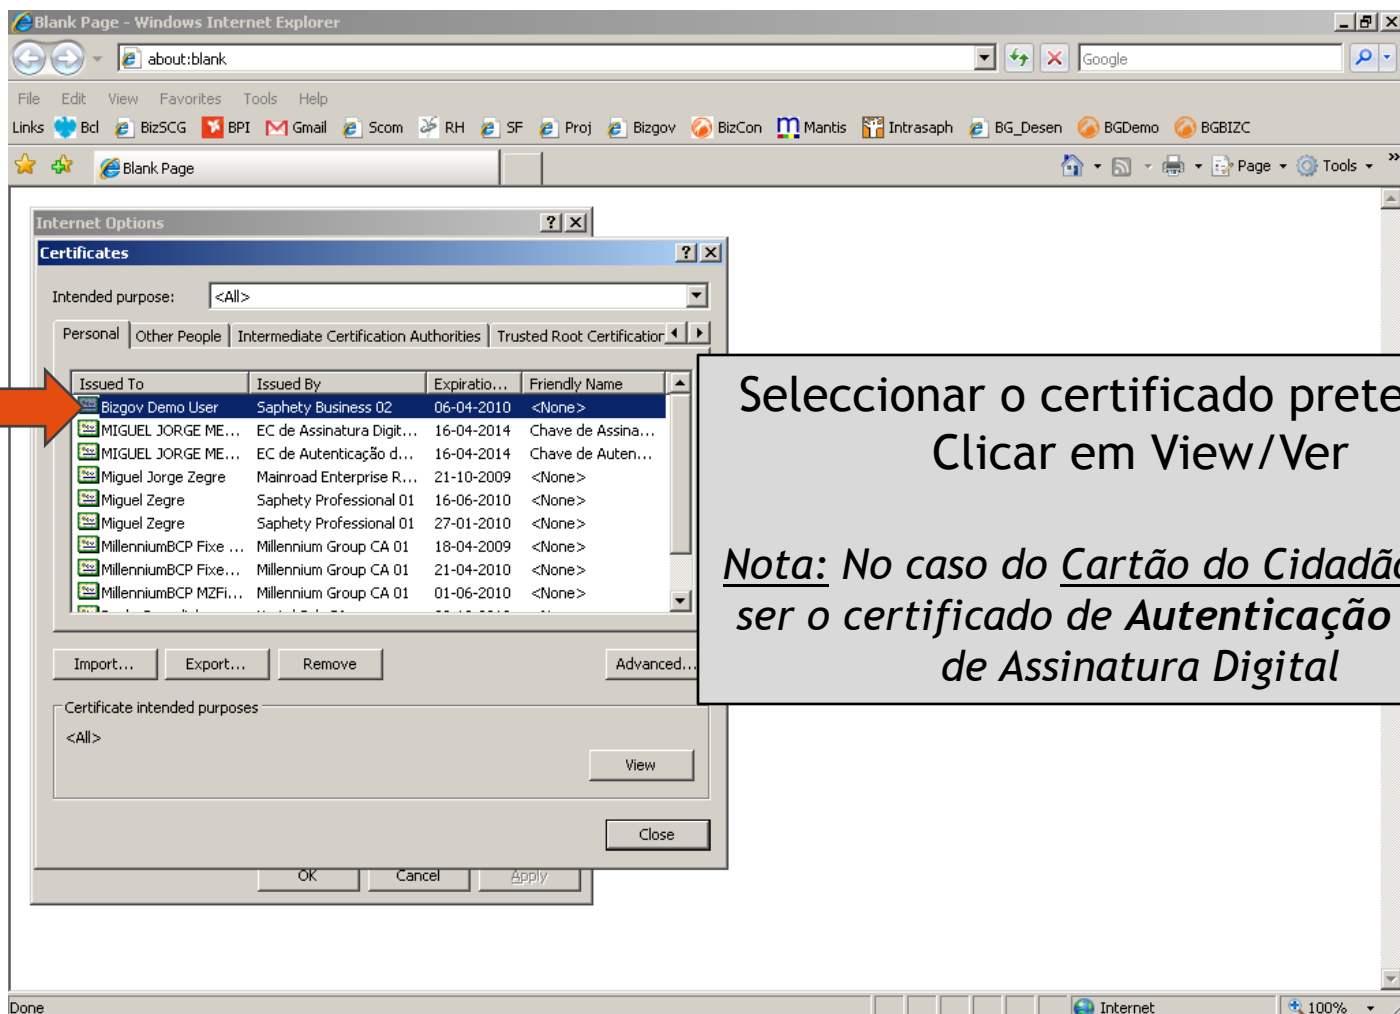 Blank Page - Windows Internet Explorer
about:blank
Google
File Edit View Favorites Tools Help
Links Bcl BizSCG BPI Gmail Scom RH SF Proj Bizgov BizCon Mantis Intrasaph BG_Desen BGDemo BGBIZC
Blank Page
Page Tools
Internet Options
Certificates
Intended purpose: <All>
Personal Other People Intermediate Certification Authorities Trusted Root Certification
Issued To Issued By Expiratio... Friendly Name
Bizgov Demo User Saphety Business 02 06-04-2010 <None>
MIGUEL JORGE ME... EC de Assinatura Digit... 16-04-2014 Chave de Assina...
MIGUEL JORGE ME... EC de Autenticação d... 16-04-2014 Chave de Auten...
Miguel Jorge Zegre Mainroad Enterprise R... 21-10-2009 <None>
Miguel Zegre Saphety Professional 01 16-06-2010 <None>
Miguel Zegre Saphety Professional 01 27-01-2010 <None>
MillenniumBCP Fixe ... Millennium Group CA 01 18-04-2009 <None>
MillenniumBCP Fixe... Millennium Group CA 01 21-04-2010 <None>
MillenniumBCP MZFi... Millennium Group CA 01 01-06-2010 <None>
Import... Export... Remove Advanced...
Certificate intended purposes
<All>
View
Close
OK Cancel Apply
Seleccionar o certificado prete
Clicar em View/Ver
Nota: No caso do Cartão do Cidadão
ser o certificado de Autenticação
de Assinatura Digital
Done Internet 100%